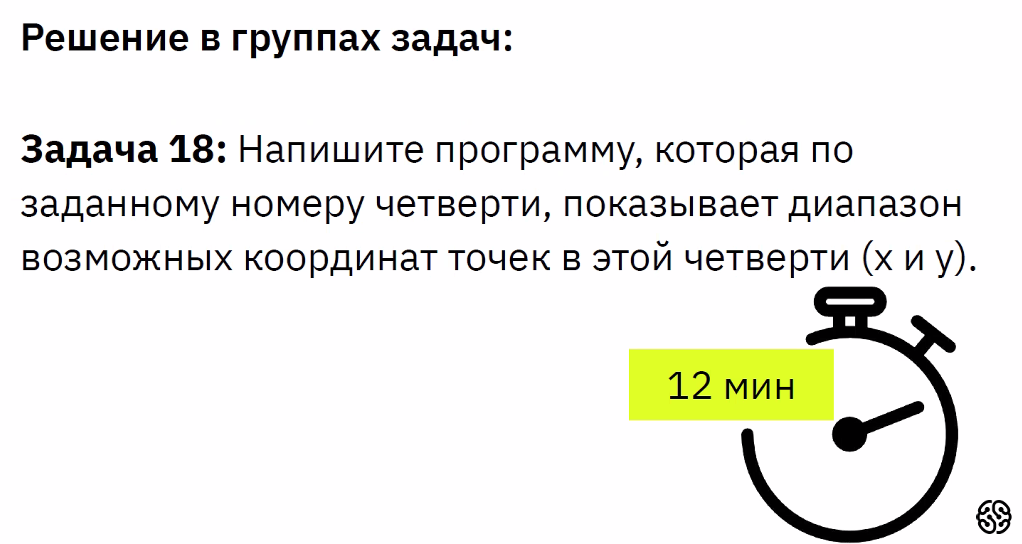 Решение в группах задач:
Задача 18: Напишите программу, которая по
заданному номеру четверти, показывает диапазон
возможных координат точек в этой четверти (x и y).
12 мин